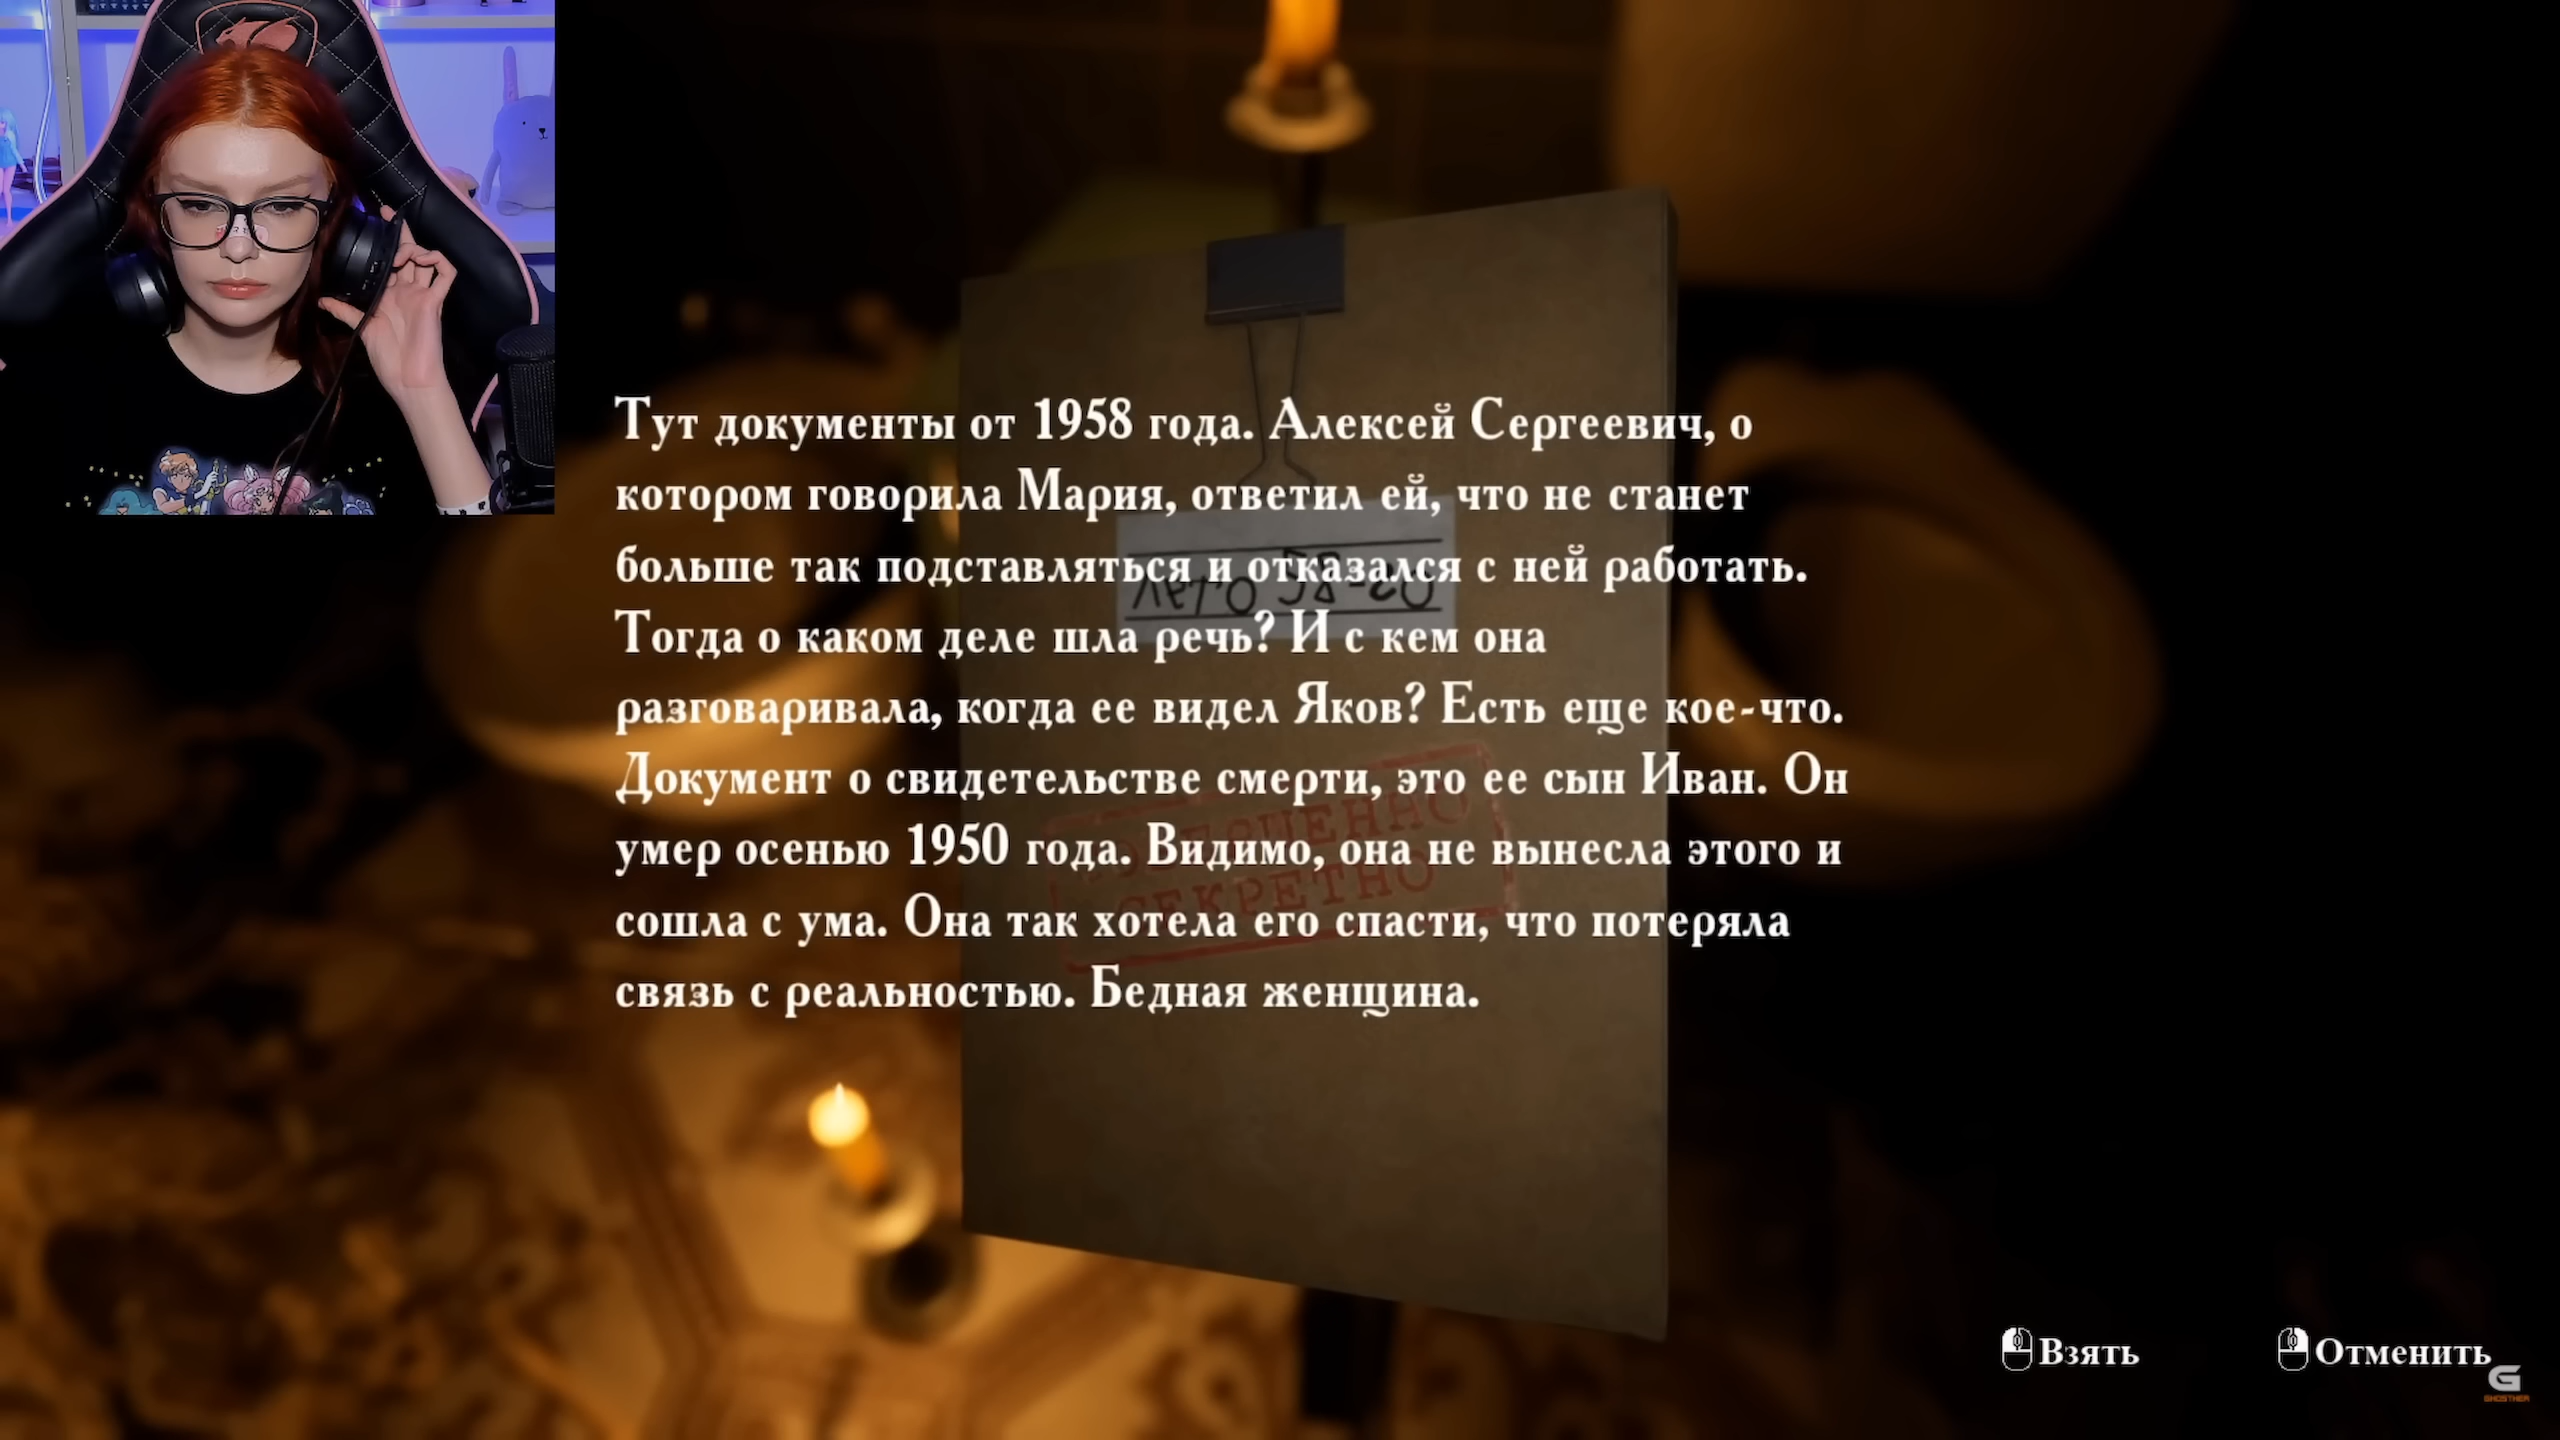 Тут документы от 1958 года. Алексей Сергеевич, о
котором говорила Мария, ответил ей, что не станет
больше так подставляться и отказался с ней работать.
Тогда о каком деле шла речь? И с кем она
разговаривала, когда ее видел Яков? Есть еще кое-что.
Документ о свидетельстве смерти, это ее сын Иван. Он
умер осенью 1950 года. Видимо, она не вынесла этого и
сошла с ума. Она так хотела его спасти, что потеряла
связь с реальностью. Бедная женщина.
СОВЕРШЕННО
СЕКРЕТНО
Взять
Отменить
GHOSTHER